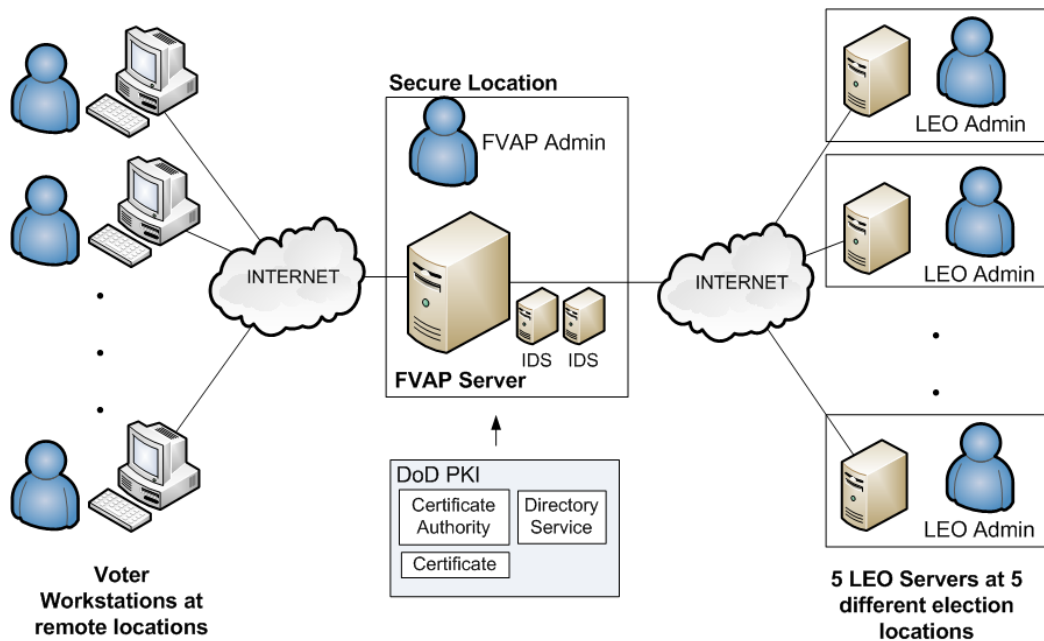 Secure Location
FVAP Admin
INTERNET
IDS IDS
FVAP Server
DoD PKI
Certificate
Authority
Directory
Service
Certificate
INTERNET
LEO Admin
LEO Admin
LEO Admin
Voter
Workstations at
remote locations
5 LEO Servers at 5
different election
locations